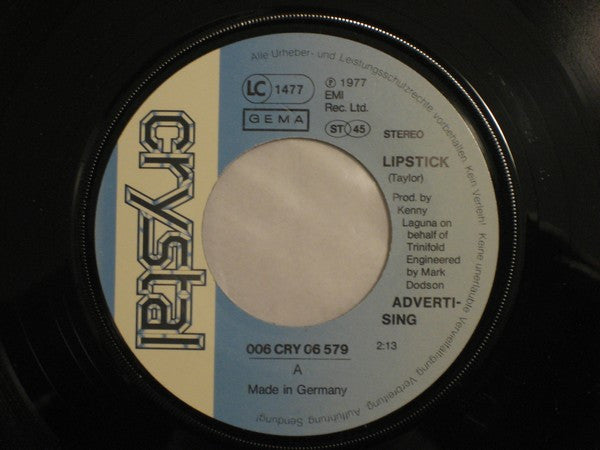 Alle Urheber- und Leistungsschutzrechte vorbehalten. Kein Verleih! Keine unerlaubte Vervielfältigung, Verbreitung, Aufführung, Sendung!
crystal
LC 1477
GEMA
℗ 1977
EMI
Rec. Ltd.
ST 45
STEREO
LIPSTICK
(Taylor)
Prod. by
Kenny
Laguna on
behalf of
Trinifold
Engineered
by Mark
Dodson
ADVERTI-
SING
2:13
006 CRY 06 579
A
Made in Germany